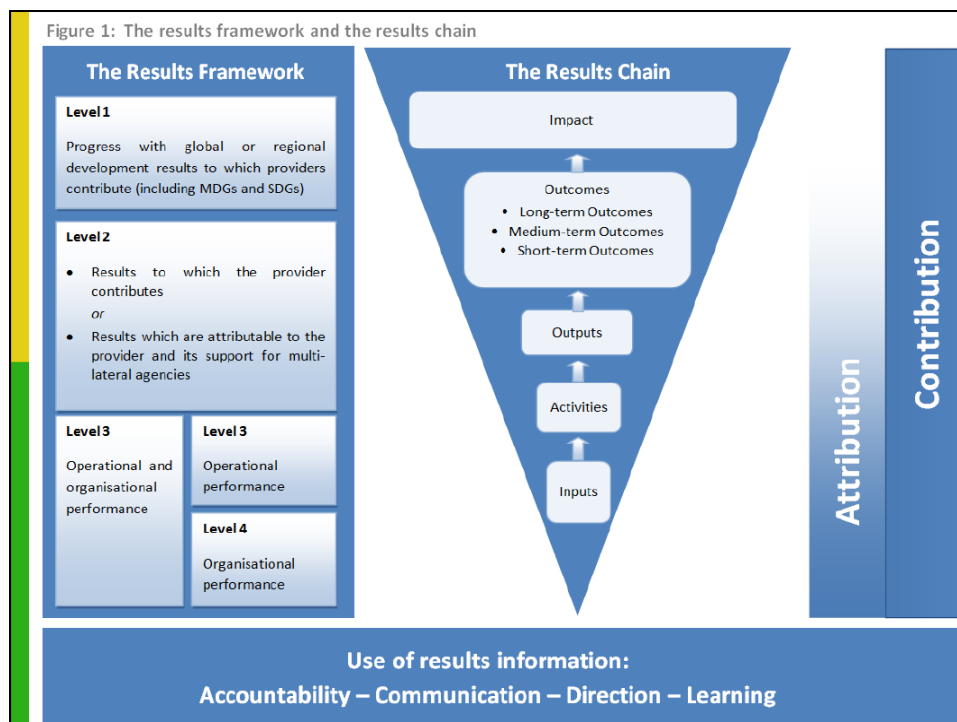 Figure 1: The results framework and the results chain
The Results Framework
Level 1
Progress with global or regional
development results to which providers
contribute (including MDGs and SDGs)
Level 2
• Results to which the provider
contributes
or
• Results which are attributable to the
provider and its support for multi-
lateral agencies
Level 3
Operational and
organisational
performance
Level 3
Operational
performance
Level 4
Organisational
performance
The Results Chain
Impact
Outcomes
• Long-term Outcomes
• Medium-term Outcomes
• Short-term Outcomes
Outputs
Activities
Inputs
Attribution
Contribution
Use of results information:
Accountability – Communication – Direction – Learning